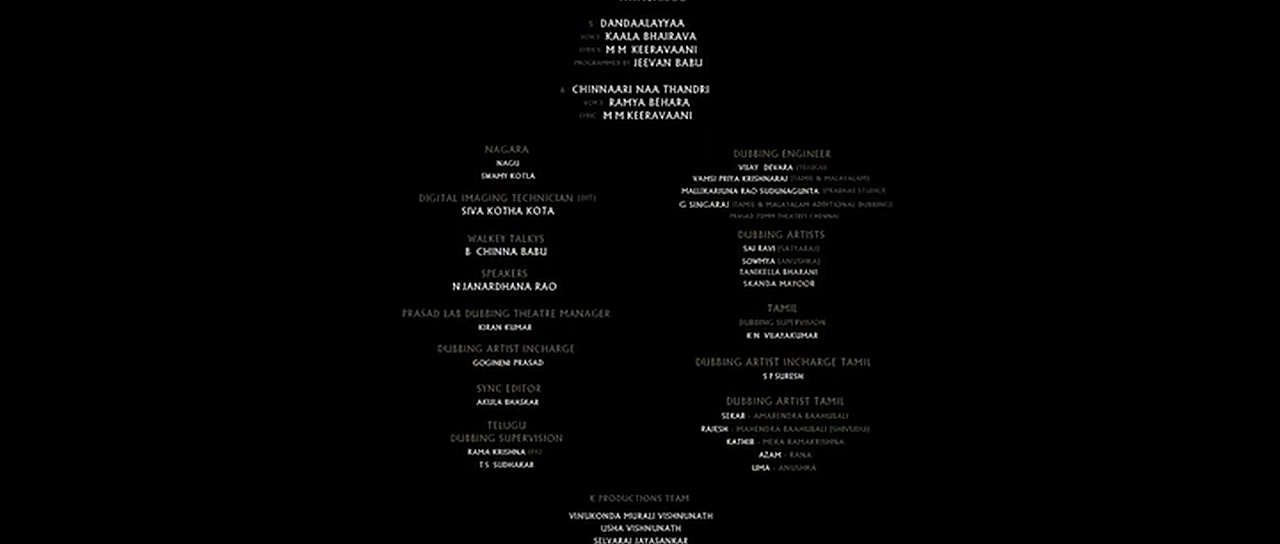 5 DANDAALAYYAA
VOICE KAALA BHAIRAVA
LYRICS M M KEERAVAANI
PROGRAMMED BY JEEVAN BABU
CHINNAARI NAA THANDRI
VOICE RAMYA BEHARA
LYRIC M M KEERAVAANI
NAGARA
NAGU
SWAMY KOTLA
DIGITAL IMAGING TECHNICIAN (DIT)
SIVA KOTHA KOTA
WALKEY TALKYS
B CHINNA BABU
SPEAKERS
N JANARDHANA RAO
PRASAD LAB DUBBING THEATRE MANAGER
KIRAN KUMAR
DUBBING ARTIST INCHARGE
GOGINENI PRASAD
SYNC EDITOR
AKULA BHASKAR
TELUGU
DUBBING SUPERVISION
RAMA KRISHNA
T S SUDHAKAR
DUBBING ENGINEER
VIJAY DEVARA (TELUGU)
VAMSI PRIYA KRISHNARAJ (TAMIL & MALAYALAM)
MALLIKARJUNA RAO SUDUNAGUNTA (PRABHAS STUDIO)
G SINGARAJ (TAMIL & MALAYALAM ADDITIONAL DUBBING)
PRASAD 70MM THEATRES CHENNAI
DUBBING ARTISTS
SAI RAVI (SATYARAJ)
SOWMYA (ANUSHKA)
TANIKELLA BHARANI
SKANDA MAYOOR
TAMIL
DUBBING SUPERVISION
K N VIJAYAKUMAR
DUBBING ARTIST INCHARGE TAMIL
S P SURESH
DUBBING ARTIST TAMIL
SEKAR - AMARENDRA BAAHUBALI
RAJESH - MAHENDRA BAAHUBALI (SHIVUDU)
KATHIR - MEKA RAMAKRISHNA
AZAM - RANA
UMA - ANUSHKA
K PRODUCTIONS TEAM
VINUKONDA MURALI VISHNUNATH
USHA VISHNUNATH
SELVARAJ JAYASANKAR